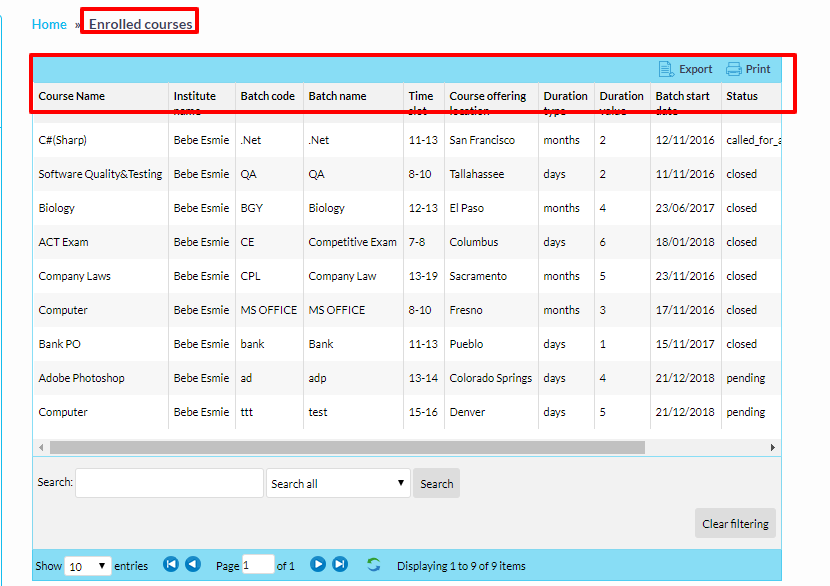 Home » Enrolled courses
Export Print
Course Name Institute name Batch code Batch name Time slot Course offering location Duration type Duration value Batch start date Status
C#(Sharp) Bebe Esmie .Net .Net 11-13 San Francisco months 2 12/11/2016 called_for_a
Software Quality&Testing Bebe Esmie QA QA 8-10 Tallahassee days 2 11/11/2016 closed
Biology Bebe Esmie BGY Biology 12-13 El Paso months 4 23/06/2017 closed
ACT Exam Bebe Esmie CE Competitive Exam 7-8 Columbus days 6 18/01/2018 closed
Company Laws Bebe Esmie CPL Company Law 13-19 Sacramento months 5 23/11/2016 closed
Computer Bebe Esmie MS OFFICE MS OFFICE 8-10 Fresno months 3 17/11/2016 closed
Bank PO Bebe Esmie bank Bank 11-13 Pueblo days 1 15/11/2017 closed
Adobe Photoshop Bebe Esmie ad adp 13-14 Colorado Springs days 4 21/12/2018 pending
Computer Bebe Esmie ttt test 15-16 Denver days 5 21/12/2018 pending
Search: Search all Search
Clear filtering
Show 10 entries Page 1 of 1 Displaying 1 to 9 of 9 items